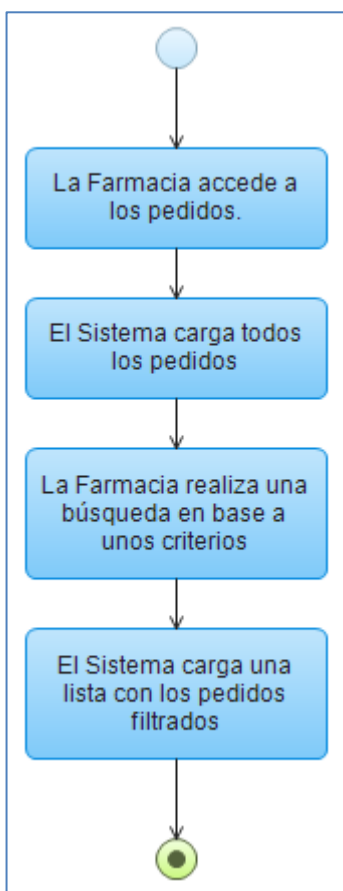 La Farmacia accede a
los pedidos.
El Sistema carga todos
los pedidos
La Farmacia realiza una
búsqueda en base a
unos criterios
El Sistema carga una
lista con los pedidos
filtrados